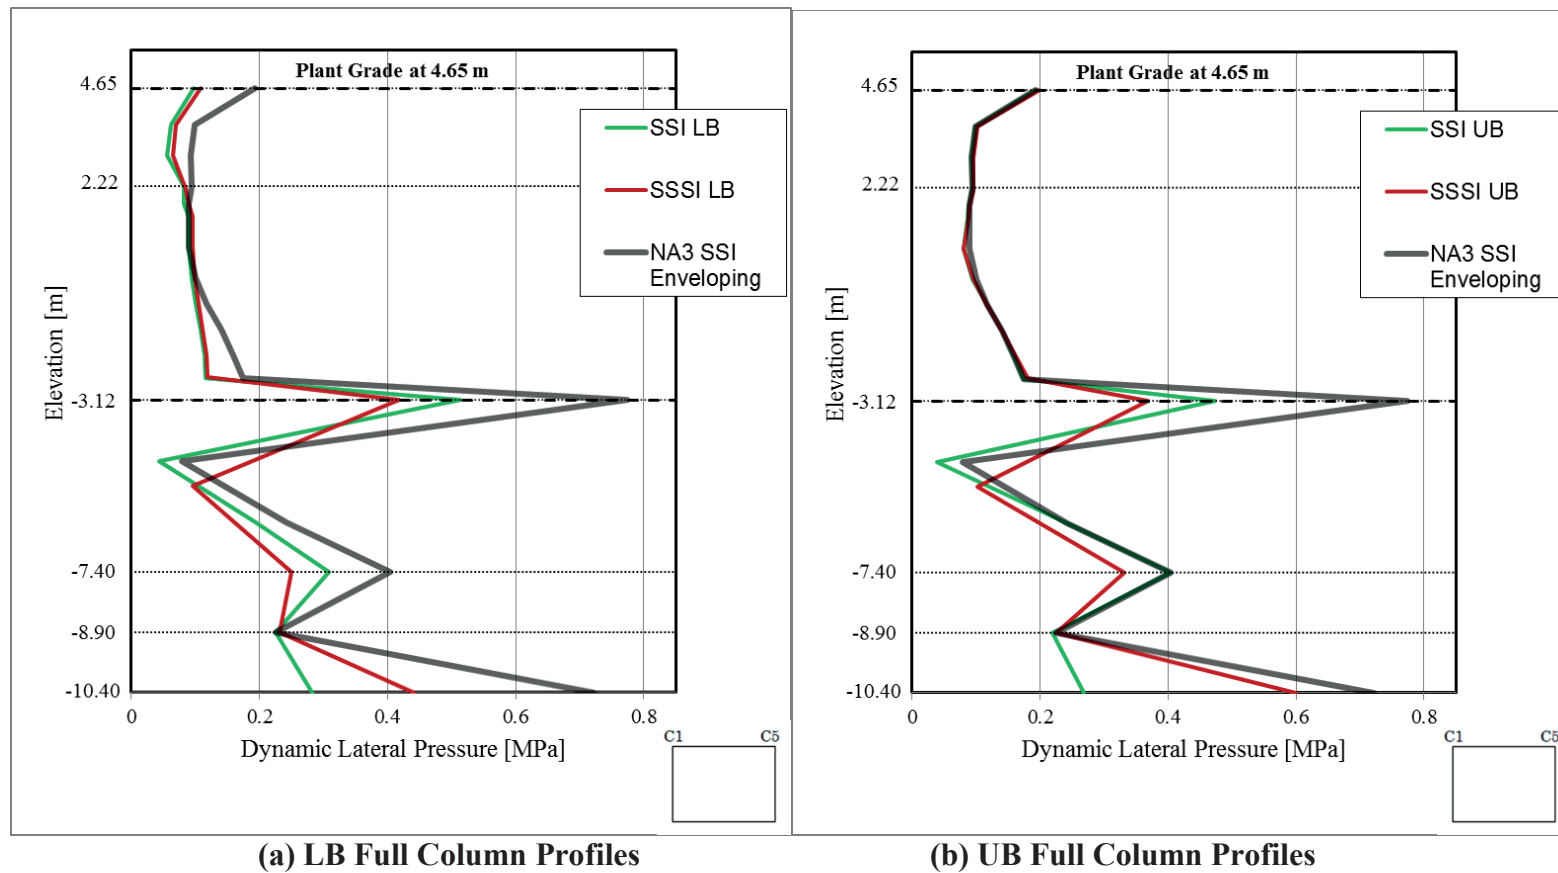 Plant Grade at 4.65 m
4.65
2.22
-3.12
-7.40
-8.90
-10.40
Elevation [m]
SSI LB
SSSI LB
NA3 SSI
Enveloping
0
0.2
0.4
0.6
0.8
Dynamic Lateral Pressure [MPa]
C1
C5
(a) LB Full Column Profiles
Plant Grade at 4.65 m
4.65
2.22
-3.12
-7.40
-8.90
-10.40
Elevation [m]
SSI UB
SSSI UB
NA3 SSI
Enveloping
0
0.2
0.4
0.6
0.8
Dynamic Lateral Pressure [MPa]
C1
C5
(b) UB Full Column Profiles